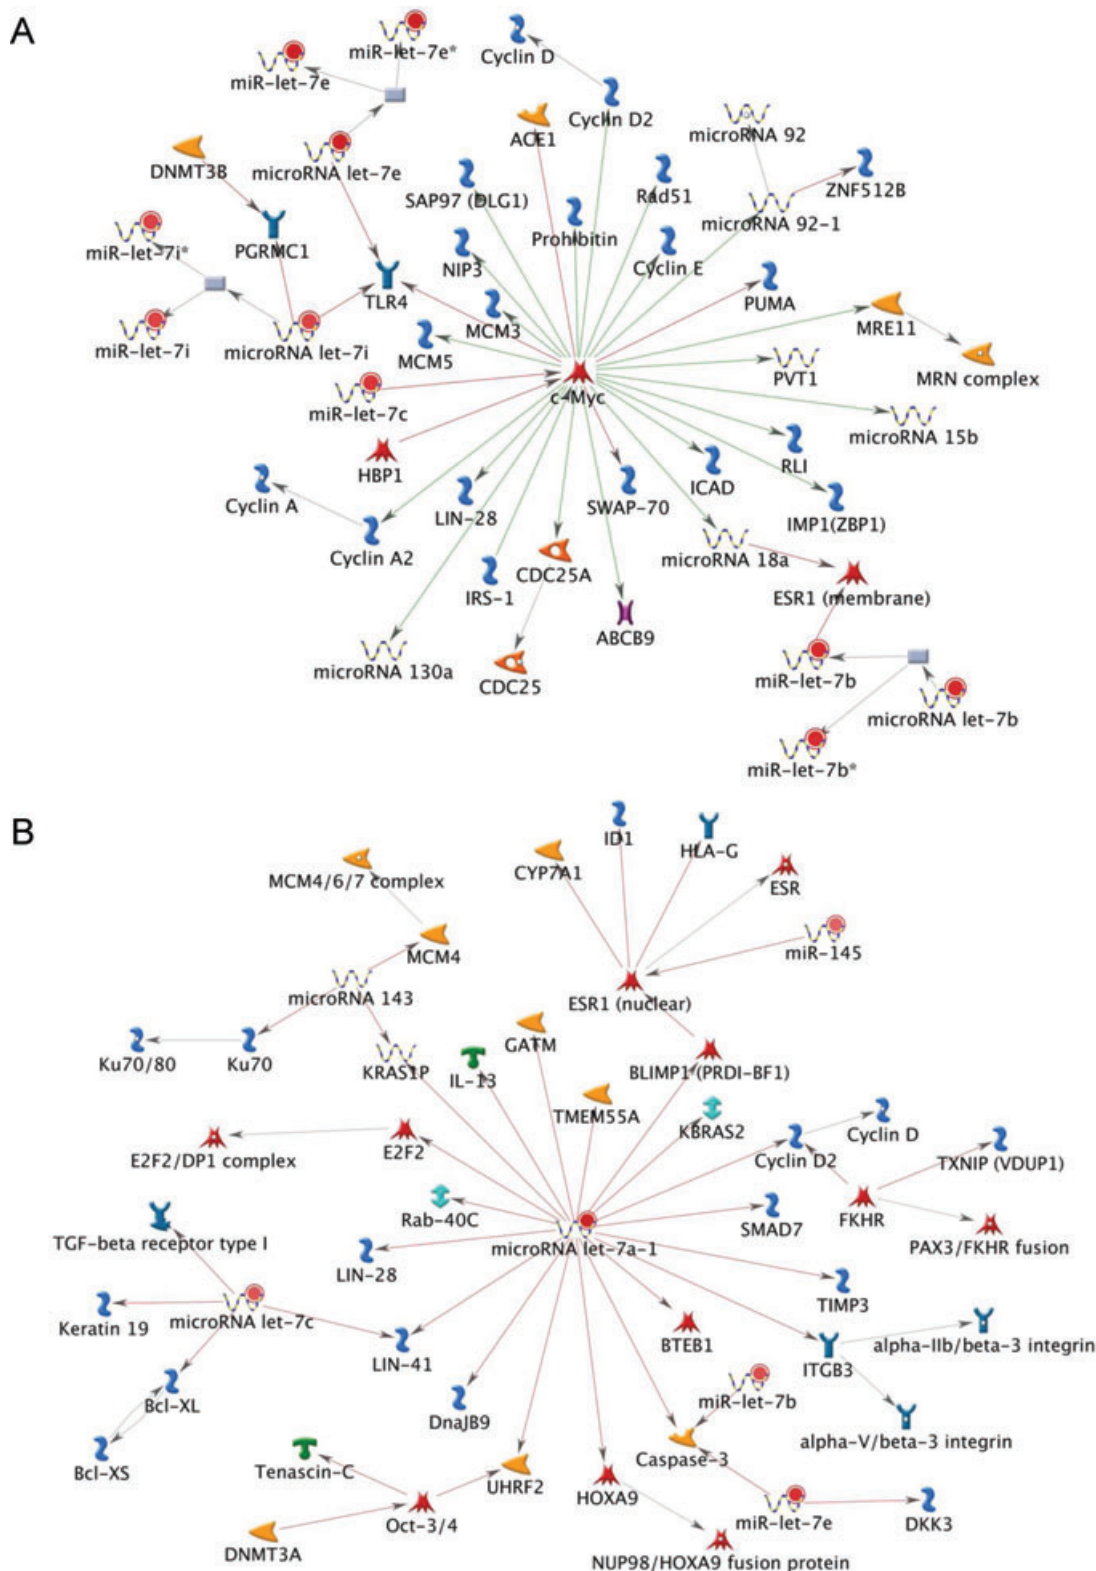 A
miR-let-7e*
Cyclin D
miR-let-7e
Cyclin D2
ACE1
microRNA 92
DNMT3B
microRNA let-7e
ZNF512B
SAP97 (DLG1)
Rad51
microRNA 92-1
miR-let-7i*
PGRMC1
Prohibitin
NIP3
Cyclin E
TLR4
PUMA
MRE11
miR-let-7i
microRNA let-7i
MCM3
MCM5
PVT1
MRN complex
miR-let-7c
c-Myc
microRNA 15b
HBP1
RLI
ICAD
Cyclin A
LIN-28
SWAP-70
IMP1(ZBP1)
Cyclin A2
microRNA 18a
CDC25A
IRS-1
ESR1 (membrane)
ABCB9
microRNA 130a
CDC25
miR-let-7b
microRNA let-7b
miR-let-7b*
B
ID1
HLA-G
CYP7A1
MCM4/6/7 complex
ESR
MCM4
miR-145
microRNA 143
ESR1 (nuclear)
GATM
Ku70/80
Ku70
KRAS1P
IL-13
BLIMP1 (PRDI-BF1)
TMEM55A
KBRAS2
Cyclin D
E2F2/DP1 complex
E2F2
Cyclin D2
TXNIP (VDUP1)
Rab-40C
SMAD7
FKHR
TGF-beta receptor type I
microRNA let-7a-1
PAX3/FKHR fusion
LIN-28
TIMP3
Keratin 19
microRNA let-7c
BTEB1
alpha-IIb/beta-3 integrin
LIN-41
ITGB3
Bcl-XL
miR-let-7b
DnaJB9
alpha-V/beta-3 integrin
Bcl-XS
Tenascin-C
Caspase-3
UHRF2
HOXA9
Oct-3/4
miR-let-7e
DKK3
DNMT3A
NUP98/HOXA9 fusion protein